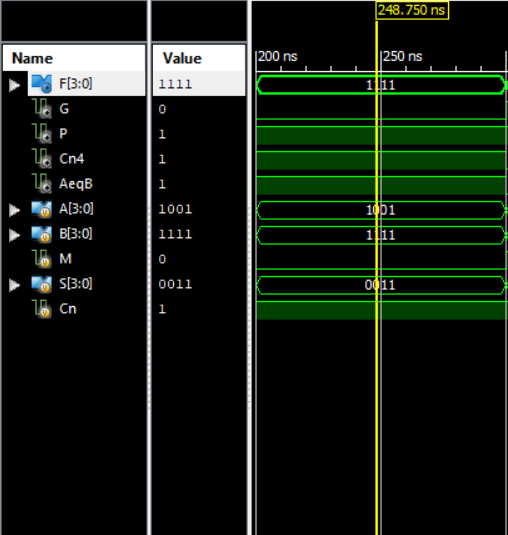 248.750 ns
Name Value 200 ns 250 ns
F[3:0] 1111 1111
G 0
P 1
Cn4 1
AeqB 1
A[3:0] 1001 1001
B[3:0] 1111 1111
M 0
S[3:0] 0011 0011
Cn 1